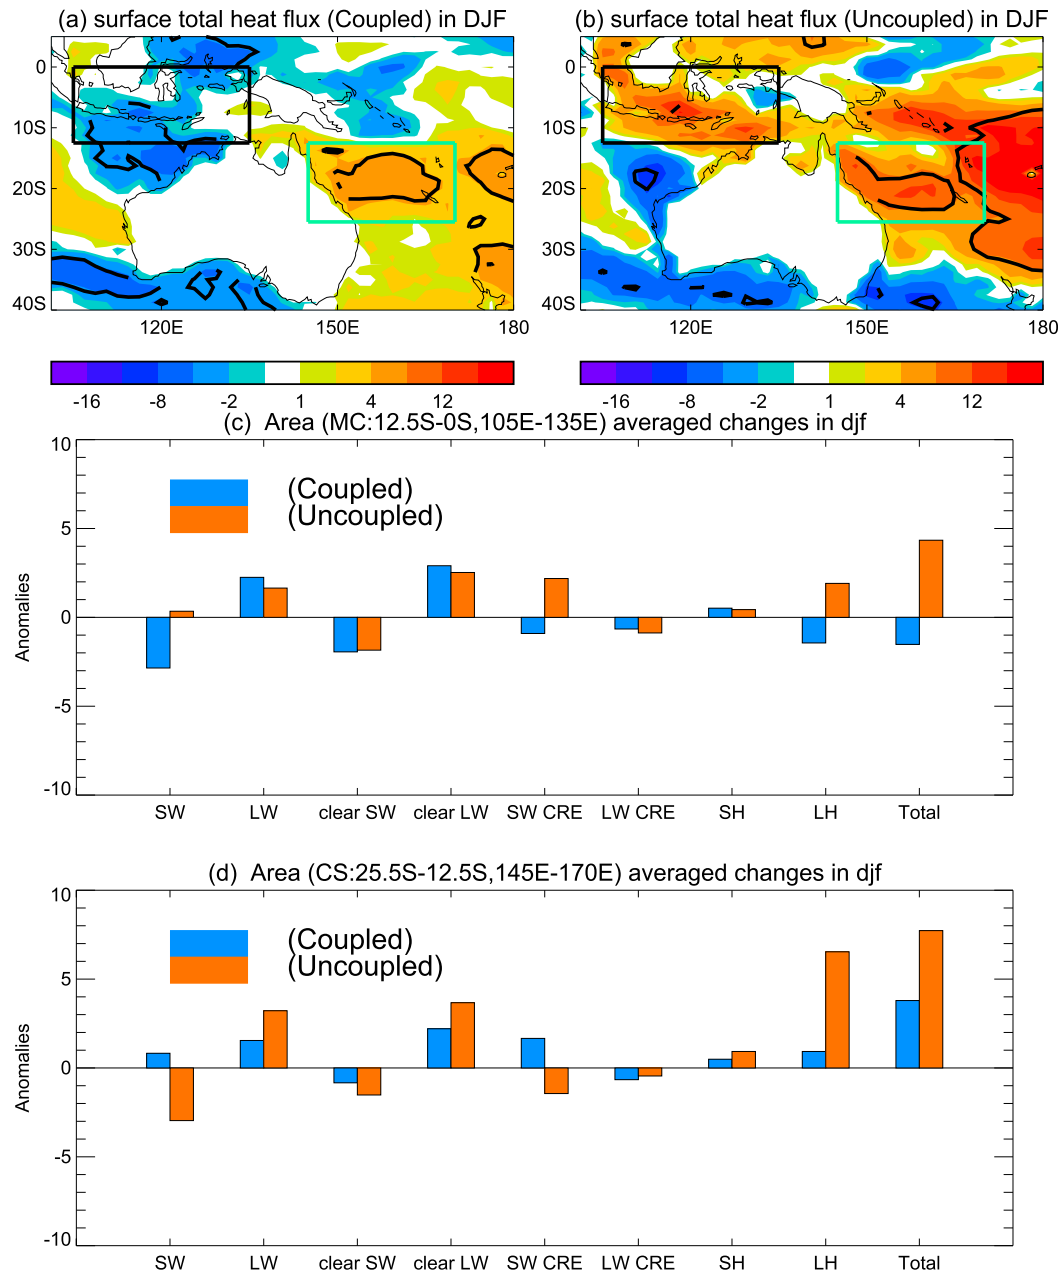 (a) surface total heat flux (Coupled) in DJF
(b) surface total heat flux (Uncoupled) in DJF
0
10S
20S
30S
40S
120E
150E
180
0
10S
20S
30S
40S
120E
150E
180
-16
-8
-2
1
4
12
-16
-8
-2
1
4
12
(c) Area (MC:12.5S-0S,105E-135E) averaged changes in djf
10
5
0
-5
-10
Anomalies
(Coupled)
(Uncoupled)
SW
LW
clear SW
clear LW
SW CRE
LW CRE
SH
LH
Total
(d) Area (CS:25.5S-12.5S,145E-170E) averaged changes in djf
10
5
0
-5
-10
Anomalies
(Coupled)
(Uncoupled)
SW
LW
clear SW
clear LW
SW CRE
LW CRE
SH
LH
Total